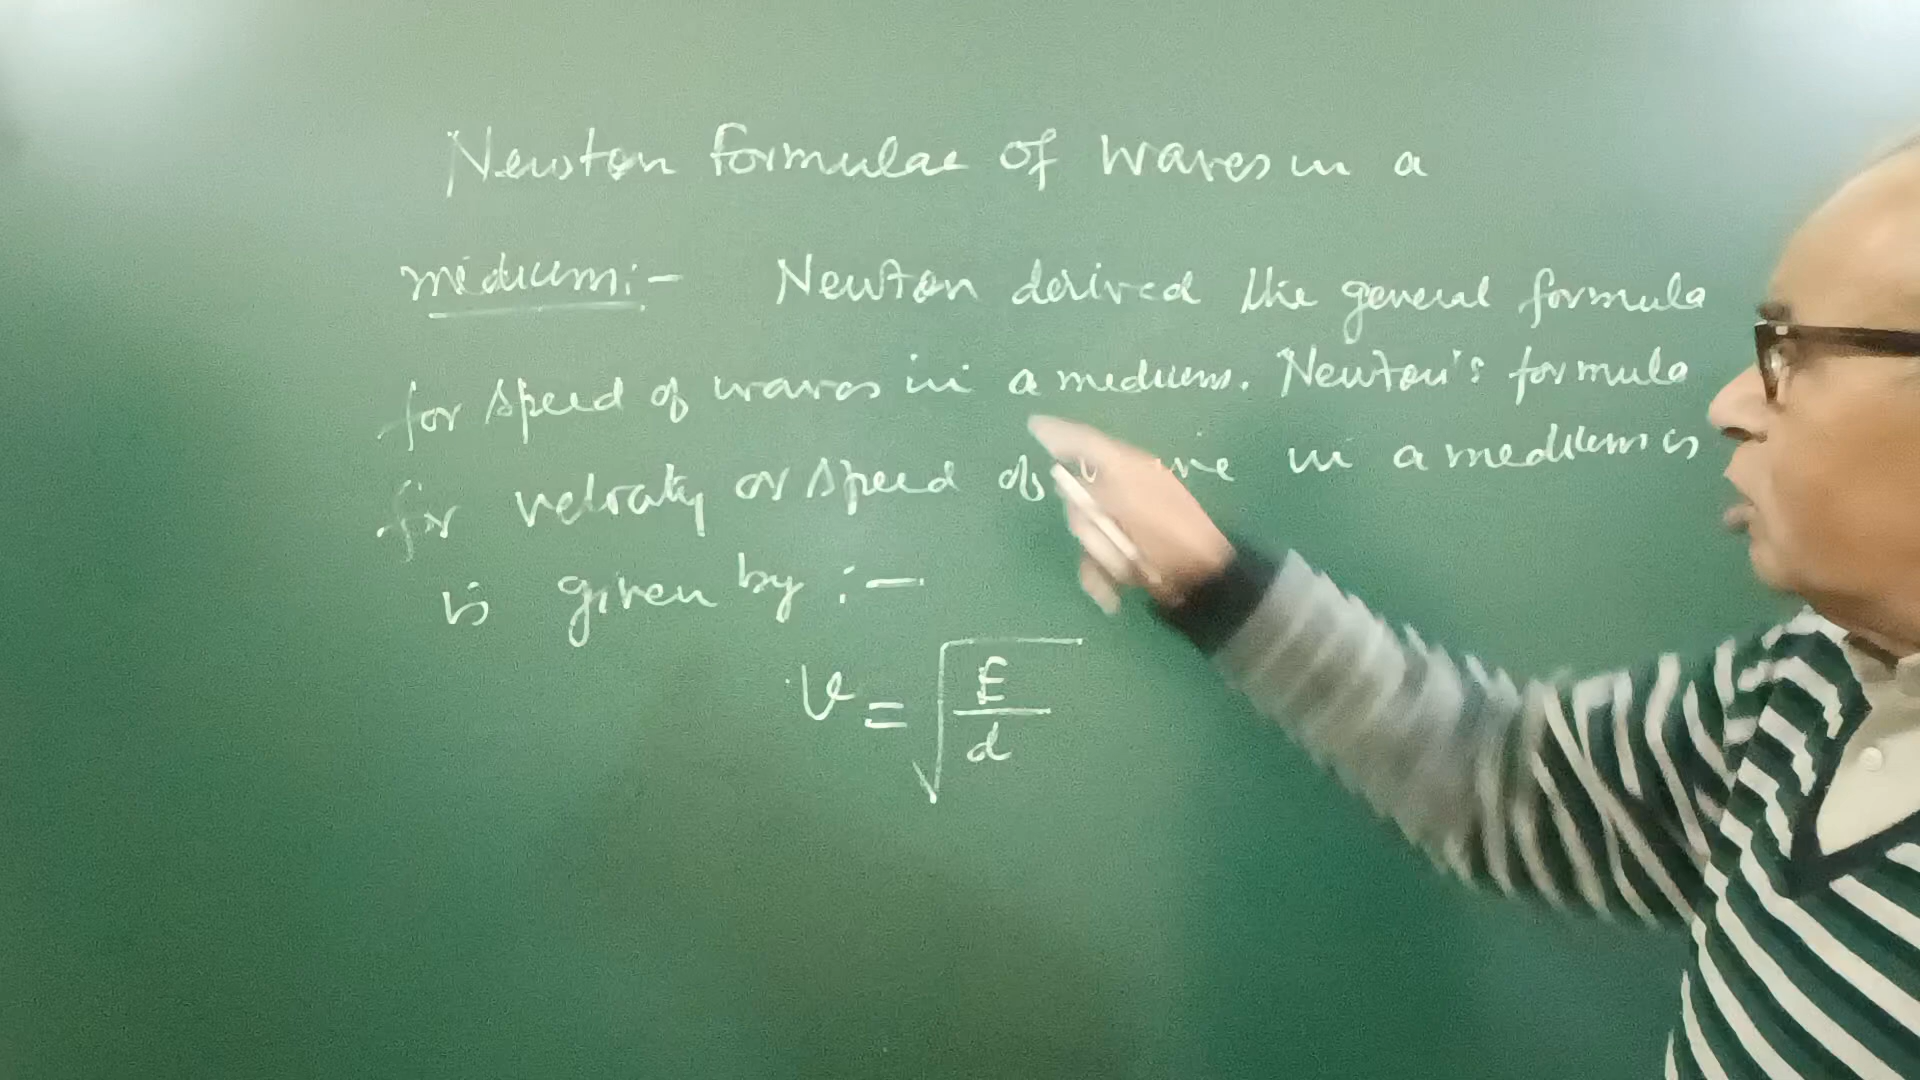 Newton formulae of waves in a
medium:- Newton derived the general formula
for speed of waves in a medium. Newton's formula
for velocity or speed of in a medium is
is given by :-
v = √(E/d)